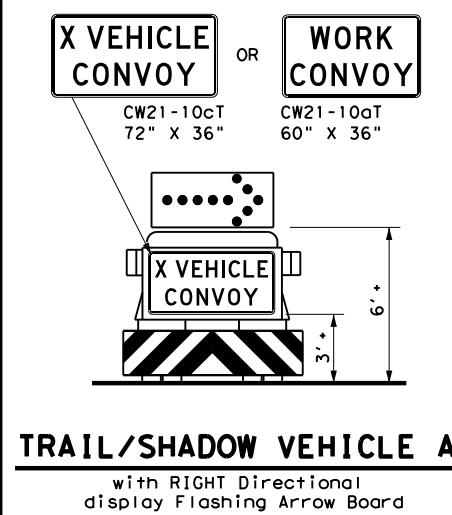 X VEHICLE
CONVOY
OR
WORK
CONVOY
CW21-10cT
72" X 36"
CW21-10aT
60" X 36"
X VEHICLE
CONVOY
6'+
3'+
TRAIL/SHADOW VEHICLE A
with RIGHT Directional
display Flashing Arrow Board